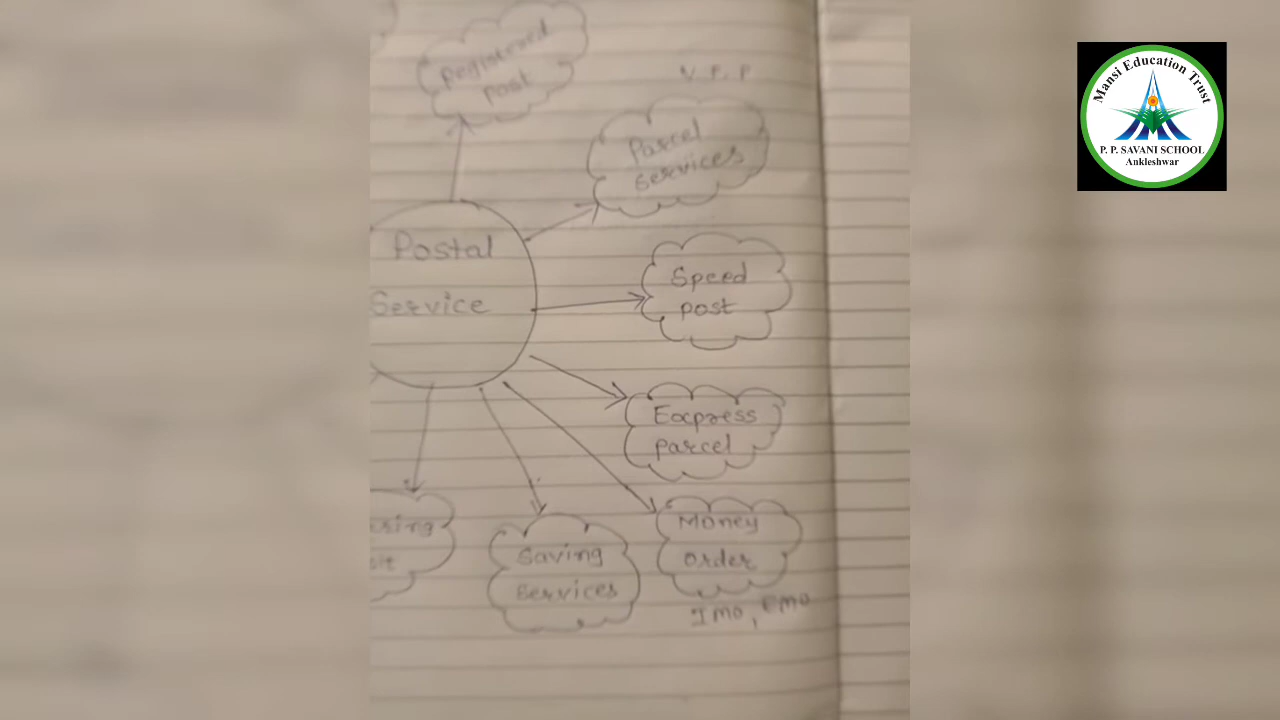 Registered
post
V. P. P
Parcel
services
Postal
Service
Speed
post
Express
parcel
Money
order
Imo, Emo
Saving
services
Mansi Education Trust
P. P. SAVANI SCHOOL
Ankleshwar